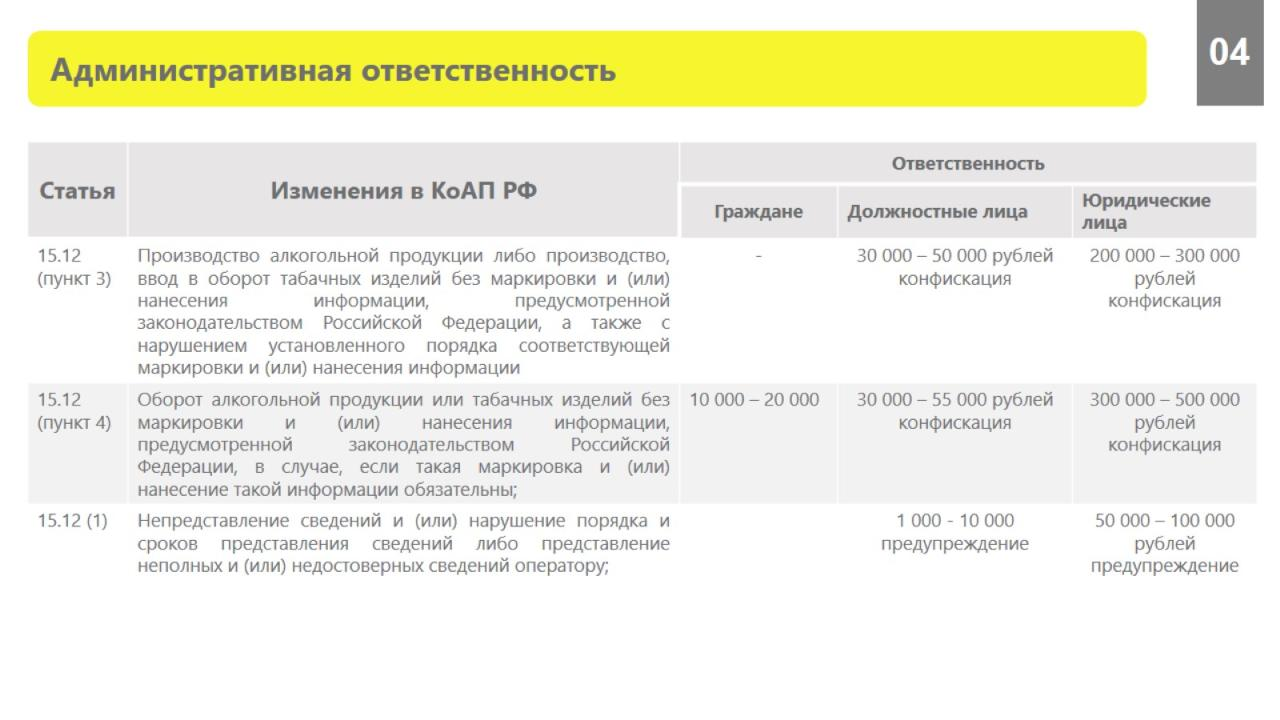 04
Административная ответственность
Статья
Изменения в КоАП РФ
Ответственность
Граждане
Должностные лица
Юридические
лица
15.12
(пункт 3)
Производство алкогольной продукции либо производство,
ввод в оборот табачных изделий без маркировки и (или)
нанесения информации, предусмотренной
законодательством Российской Федерации, а также с
нарушением установленного порядка соответствующей
маркировки и (или) нанесения информации
-
30 000 – 50 000 рублей
конфискация
200 000 – 300 000
рублей
конфискация
15.12
(пункт 4)
Оборот алкогольной продукции или табачных изделий без
маркировки и (или) нанесения информации,
предусмотренной законодательством Российской
Федерации, в случае, если такая маркировка и (или)
нанесение такой информации обязательны;
10 000 – 20 000
30 000 – 55 000 рублей
конфискация
300 000 – 500 000
рублей
конфискация
15.12 (1)
Непредставление сведений и (или) нарушение порядка и
сроков представления сведений либо представление
неполных и (или) недостоверных сведений оператору;
1 000 - 10 000
предупреждение
50 000 – 100 000
рублей
предупреждение